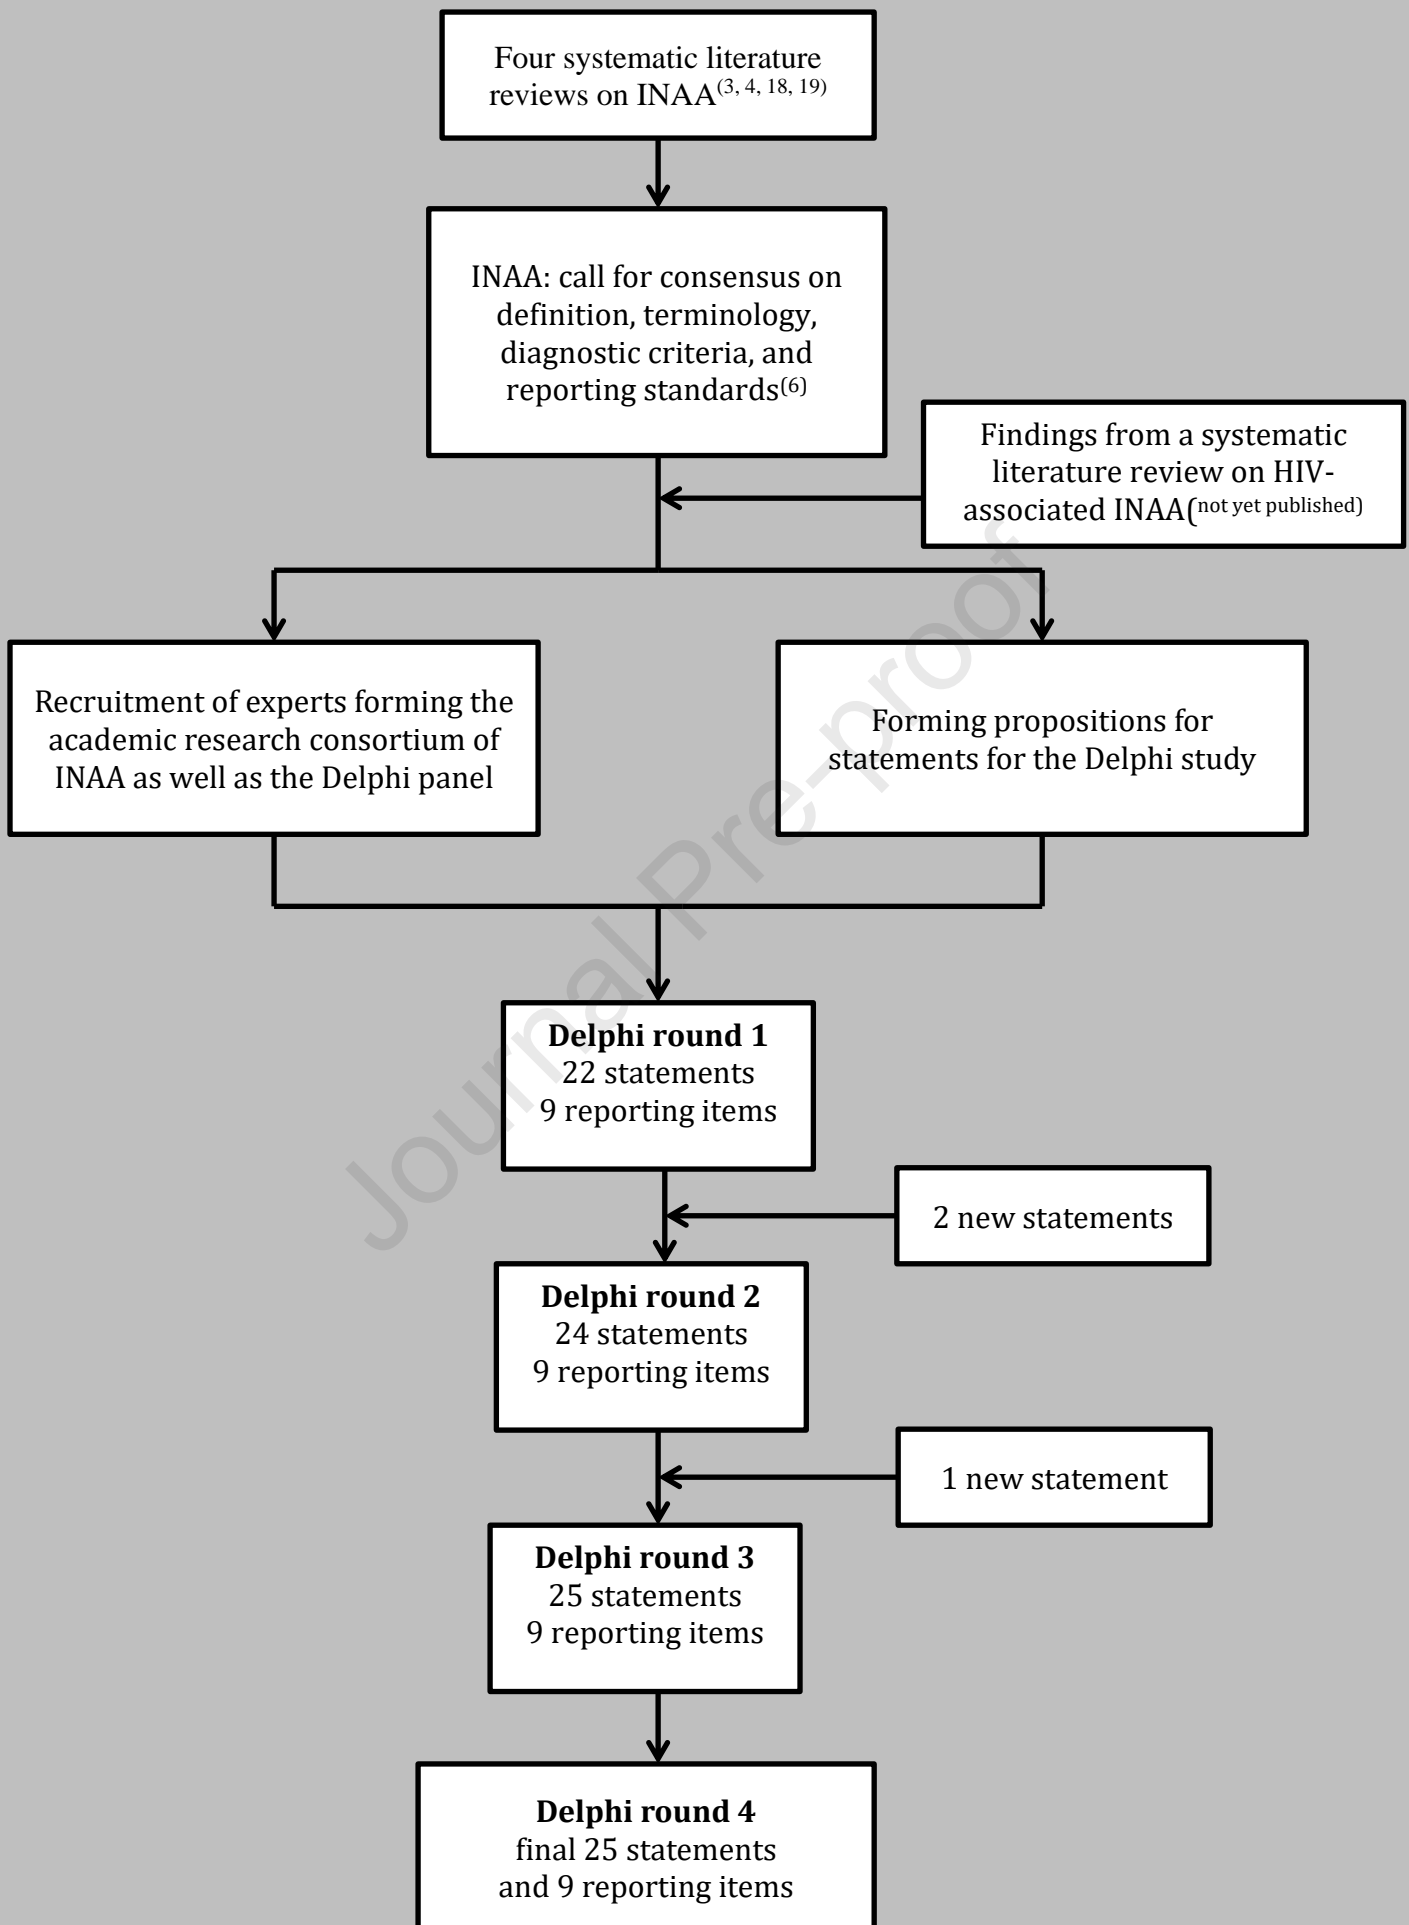 Four systematic literature
reviews on INAA(3, 4, 18, 19)
INAA: call for consensus on
definition, terminology,
diagnostic criteria, and
reporting standards(6)
Findings from a systematic
literature review on HIV-
associated INAA(not yet published)
Recruitment of experts forming the
academic research consortium of
INAA as well as the Delphi panel
Forming propositions for
statements for the Delphi study
Journal Pre-proof
Delphi round 1
22 statements
9 reporting items
2 new statements
Delphi round 2
24 statements
9 reporting items
1 new statement
Delphi round 3
25 statements
9 reporting items
Delphi round 4
final 25 statements
and 9 reporting items